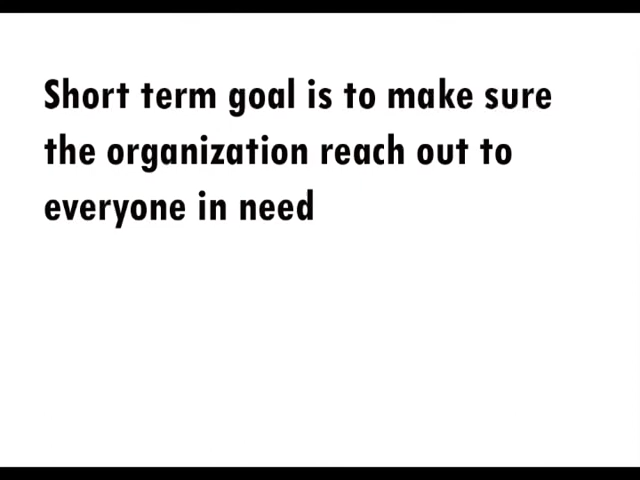 Short term goal is to make sure
the organization reach out to
everyone in need